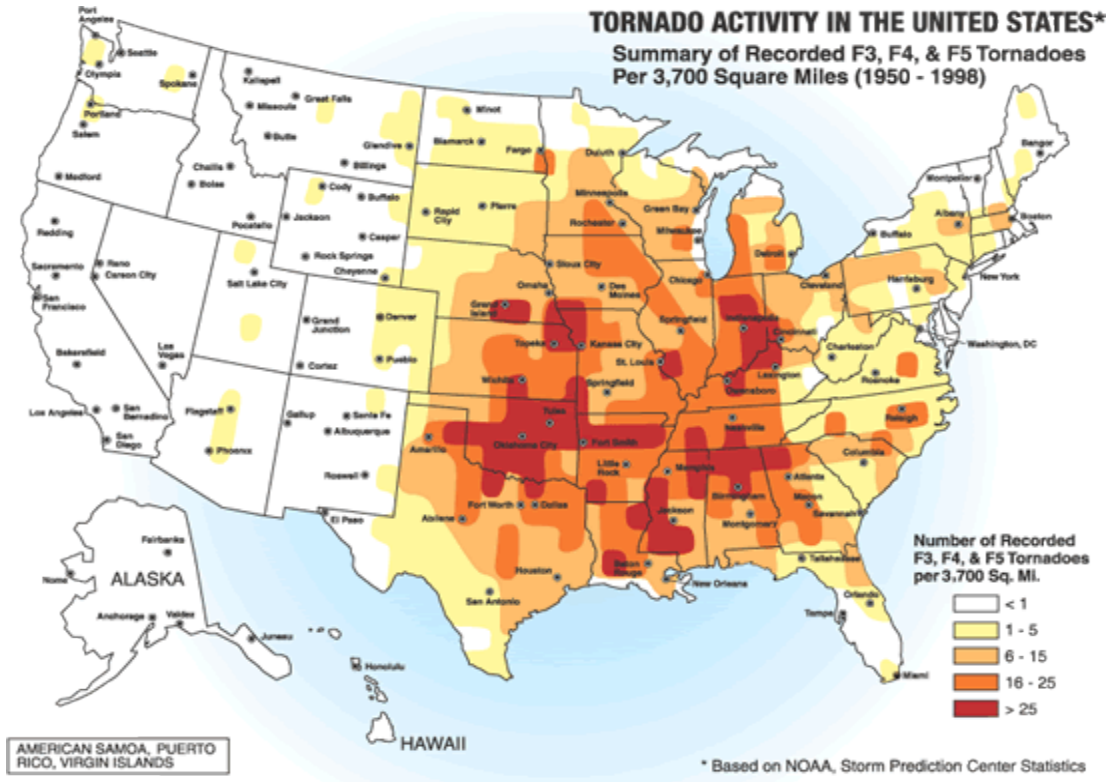 TORNADO ACTIVITY IN THE UNITED STATES*
Summary of Recorded F3, F4, & F5 Tornadoes
Per 3,700 Square Miles (1950 - 1998)
Port
Angeles
Seattle
Olympia
Spokane
Portland
Salem
Medford
Kalispell
Missoula
Great Falls
Butte
Glendive
Billings
Challis
Boise
Pocatello
Cody
Buffalo
Jackson
Casper
Rock Springs
Cheyenne
Minot
Bismarck
Fargo
Rapid
City
Pierre
Duluth
Minneapolis
Rochester
Green Bay
Milwaukee
Sioux City
Omaha
Des
Moines
Grand
Island
Chicago
Detroit
Cleveland
Bangor
Montpelier
Albany
Boston
Buffalo
New York
Harrisburg
Washington, DC
Redding
Sacramento
San
Francisco
Reno
Carson City
Bakersfield
Las
Vegas
Los Angeles
San
Bernadino
San
Diego
Salt Lake City
Grand
Junction
Cortez
Denver
Pueblo
Flagstaff
Phoenix
Gallup
Santa Fe
Albuquerque
Roswell
El Paso
Topeka
Kansas City
Wichita
Springfield
St. Louis
Springfield
Indianapolis
Cincinnati
Lexington
Owensboro
Charleston
Roanoke
Raleigh
Nashville
Tulsa
Oklahoma City
Fort Smith
Amarillo
Little
Rock
Memphis
Columbia
Atlanta
Birmingham
Macon
Savannah
Montgomery
Jackson
Fort Worth
Dallas
Abilene
Houston
San Antonio
Baton
Rouge
New Orleans
Tallahassee
Orlando
Tampa
Miami
Fairbanks
Nome
ALASKA
Anchorage
Valdez
Juneau
Honolulu
HAWAII
AMERICAN SAMOA, PUERTO
RICO, VIRGIN ISLANDS
Number of Recorded
F3, F4, & F5 Tornadoes
per 3,700 Sq. Mi.
< 1
1 - 5
6 - 15
16 - 25
> 25
* Based on NOAA, Storm Prediction Center Statistics